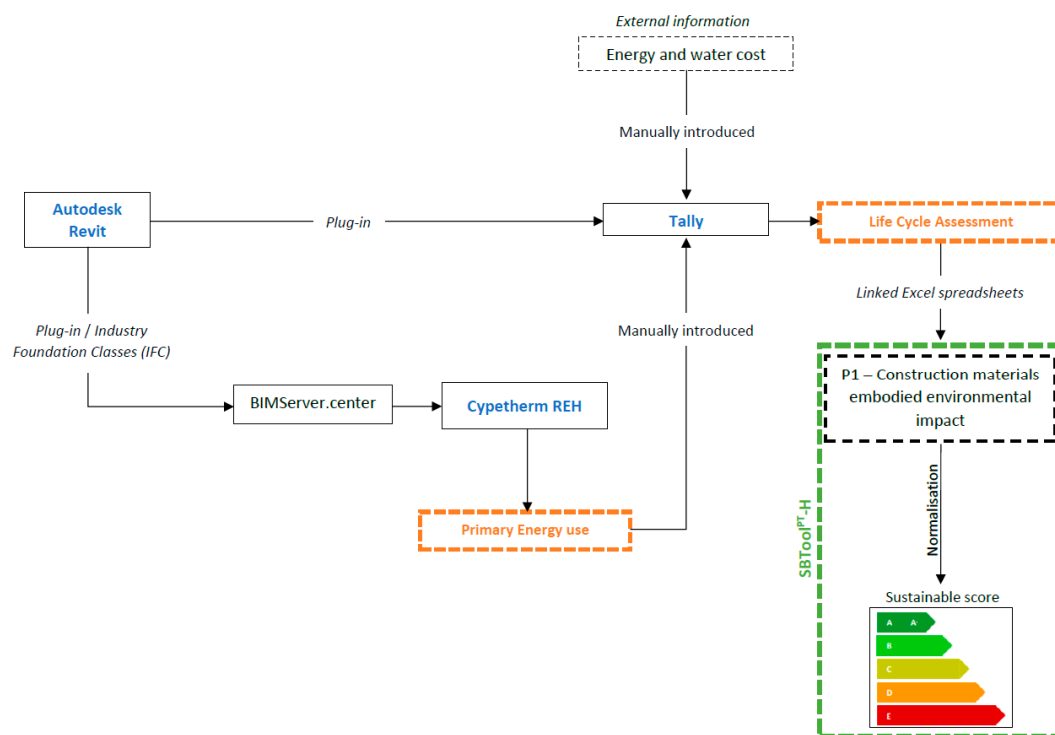 External information
Energy and water cost
Manually introduced
Autodesk
Revit
Plug-in
Tally
Life Cycle Assessment
Linked Excel spreadsheets
Plug-in / Industry
Foundation Classes (IFC)
Manually introduced
P1 – Construction materials
embodied environmental
impact
BIMServer.center
Cypetherm REH
Primary Energy use
Normalisation
SBToolPT-H
Sustainable score
A A+
B
C
D
E